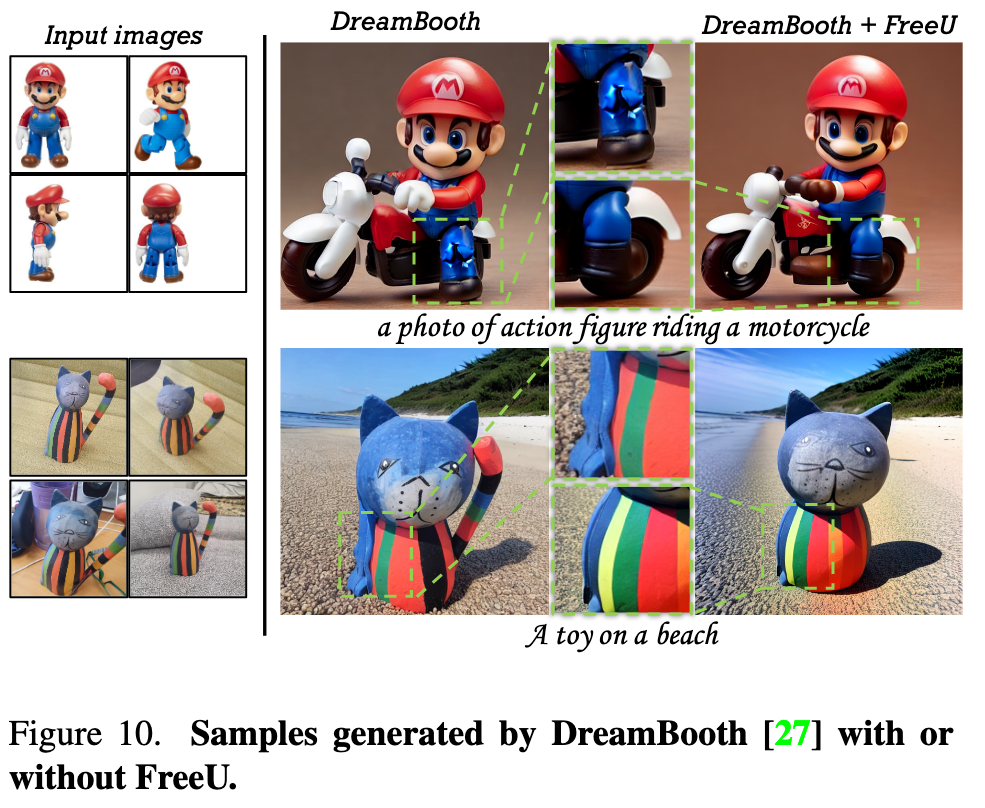 Input images
DreamBooth
DreamBooth + FreeU
M
M
M
M
a photo of action figure riding a motorcycle
A toy on a beach
Figure 10. Samples generated by DreamBooth [27] with or
without FreeU.